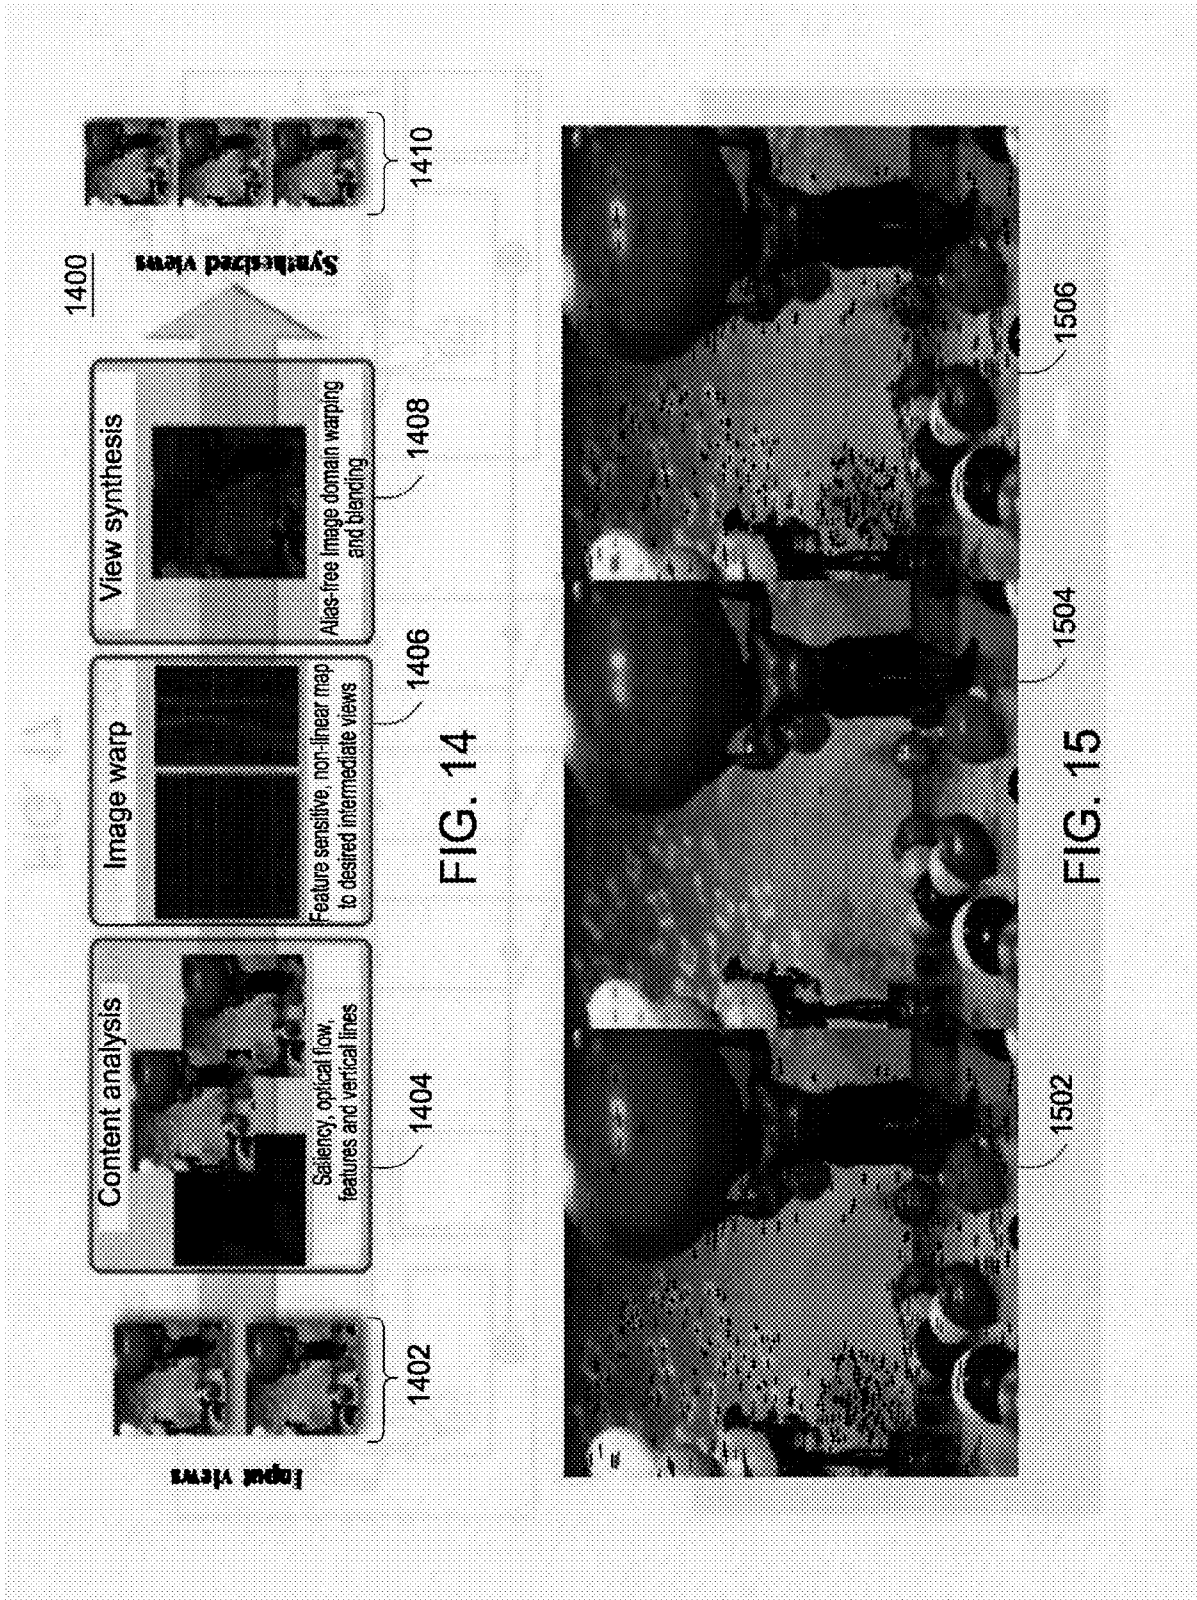 1400
Input views
1402
Content analysis
Saliency, optical flow,
features and vertical lines
1404
Image warp
Feature sensitive, non-linear map
to desired intermediate views
1406
View synthesis
Alias-free Image domain warping
and blending
1408
Synthesized views
1410
FIG. 14
1502
1504
1506
FIG. 15